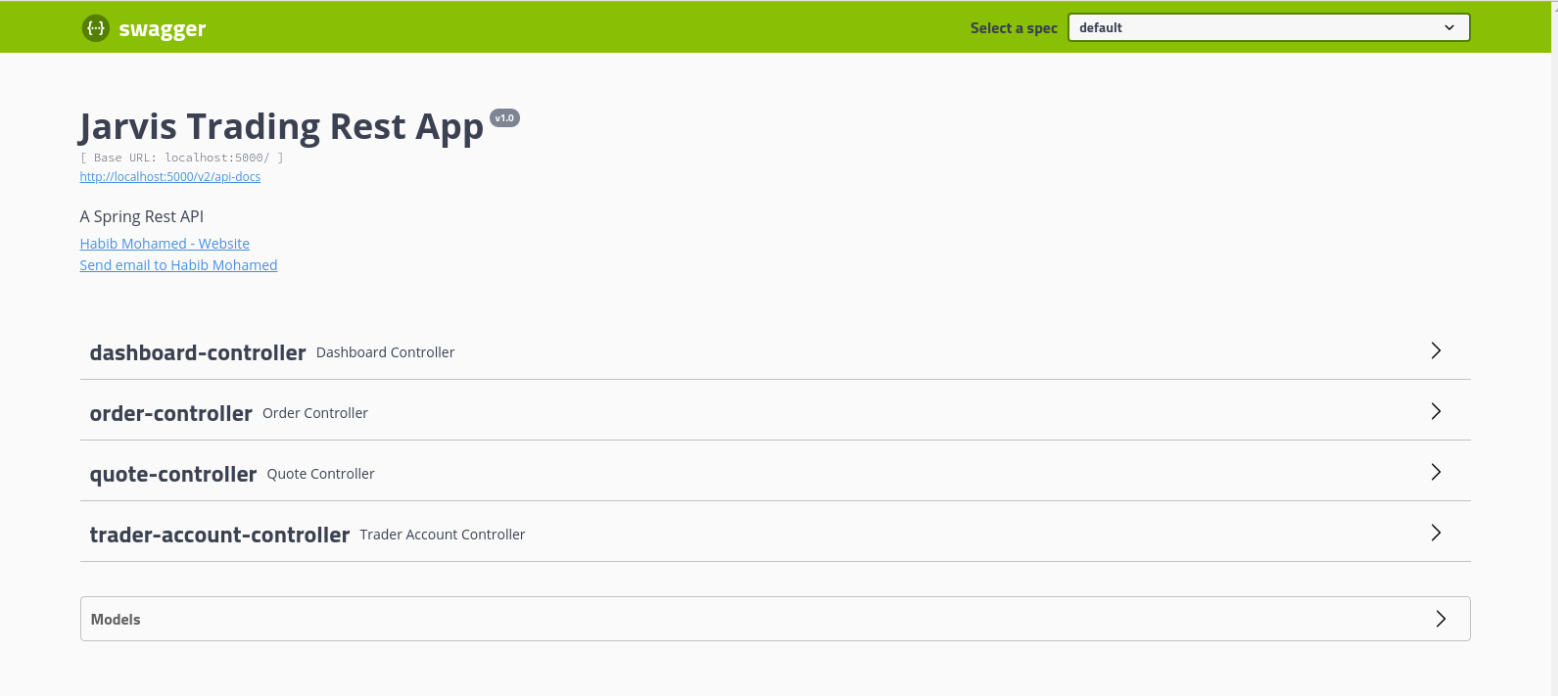 {··} swagger
Select a spec default
Jarvis Trading Rest App v1.0
[ Base URL: localhost:5000/ ]
http://localhost:5000/v2/api-docs
A Spring Rest API
Habib Mohamed - Website
Send email to Habib Mohamed
dashboard-controller Dashboard Controller
order-controller Order Controller
quote-controller Quote Controller
trader-account-controller Trader Account Controller
Models